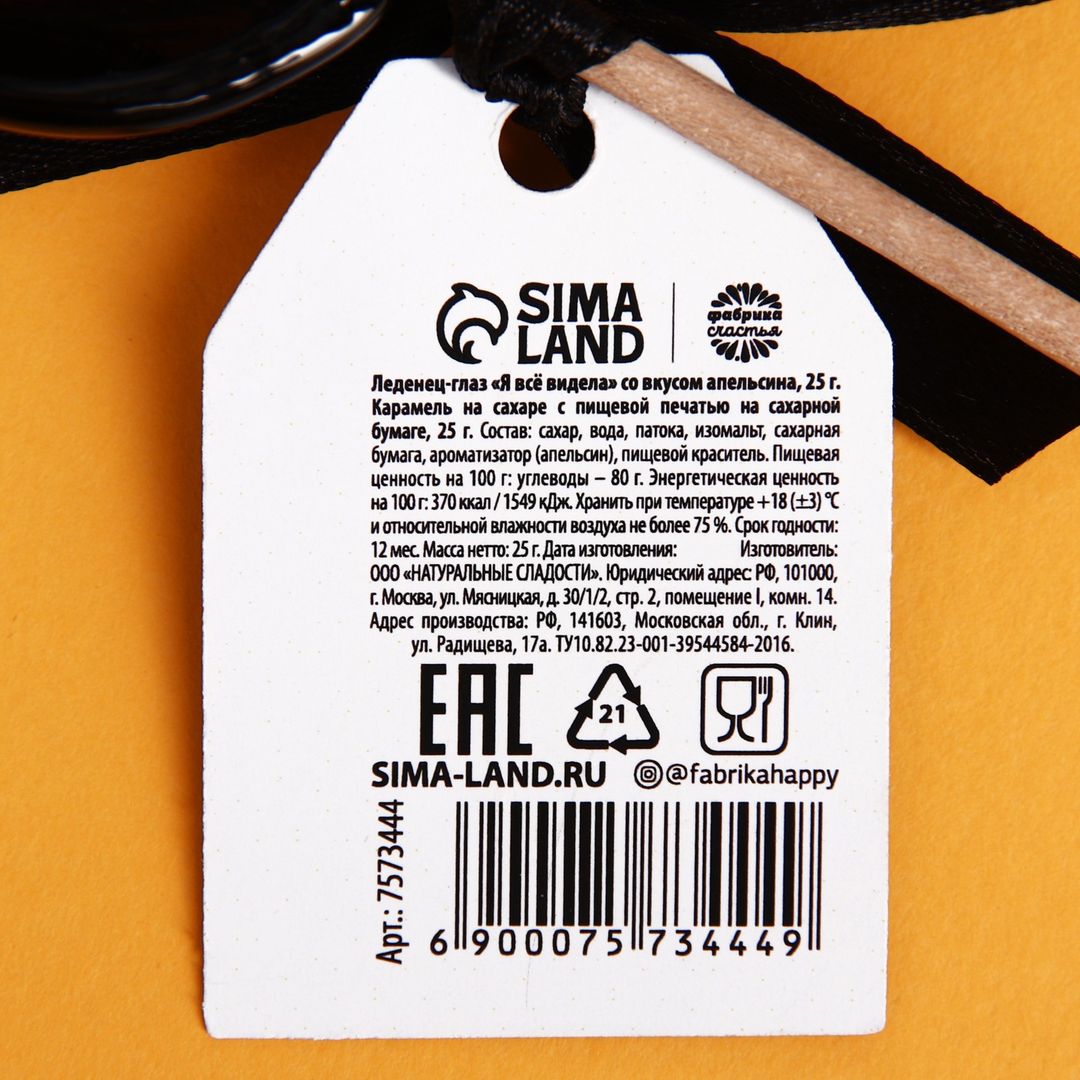 SIMA
LAND
фабрика
счастья
Леденец-глаз «Я всё видела» со вкусом апельсина, 25 г.
Карамель на сахаре с пищевой печатью на сахарной
бумаге, 25 г. Состав: сахар, вода, патока, изомальт, сахарная
бумага, ароматизатор (апельсин), пищевой краситель. Пищевая
ценность на 100 г: углеводы – 80 г. Энергетическая ценность
на 100 г: 370 ккал / 1549 кДж. Хранить при температуре +18 (±3) °C
и относительной влажности воздуха не более 75 %. Срок годности:
12 мес. Масса нетто: 25 г. Дата изготовления: Изготовитель:
ООО «НАТУРАЛЬНЫЕ СЛАДОСТИ». Юридический адрес: РФ, 101000,
г. Москва, ул. Мясницкая, д. 30/1/2, стр. 2, помещение I, комн. 14.
Адрес производства: РФ, 141603, Московская обл., г. Клин,
ул. Радищева, 17а. ТУ10.82.23-001-39544584-2016.
EAC
21
SIMA-LAND.RU @fabrikahappy
Арт.: 7573444
6 900075 734449